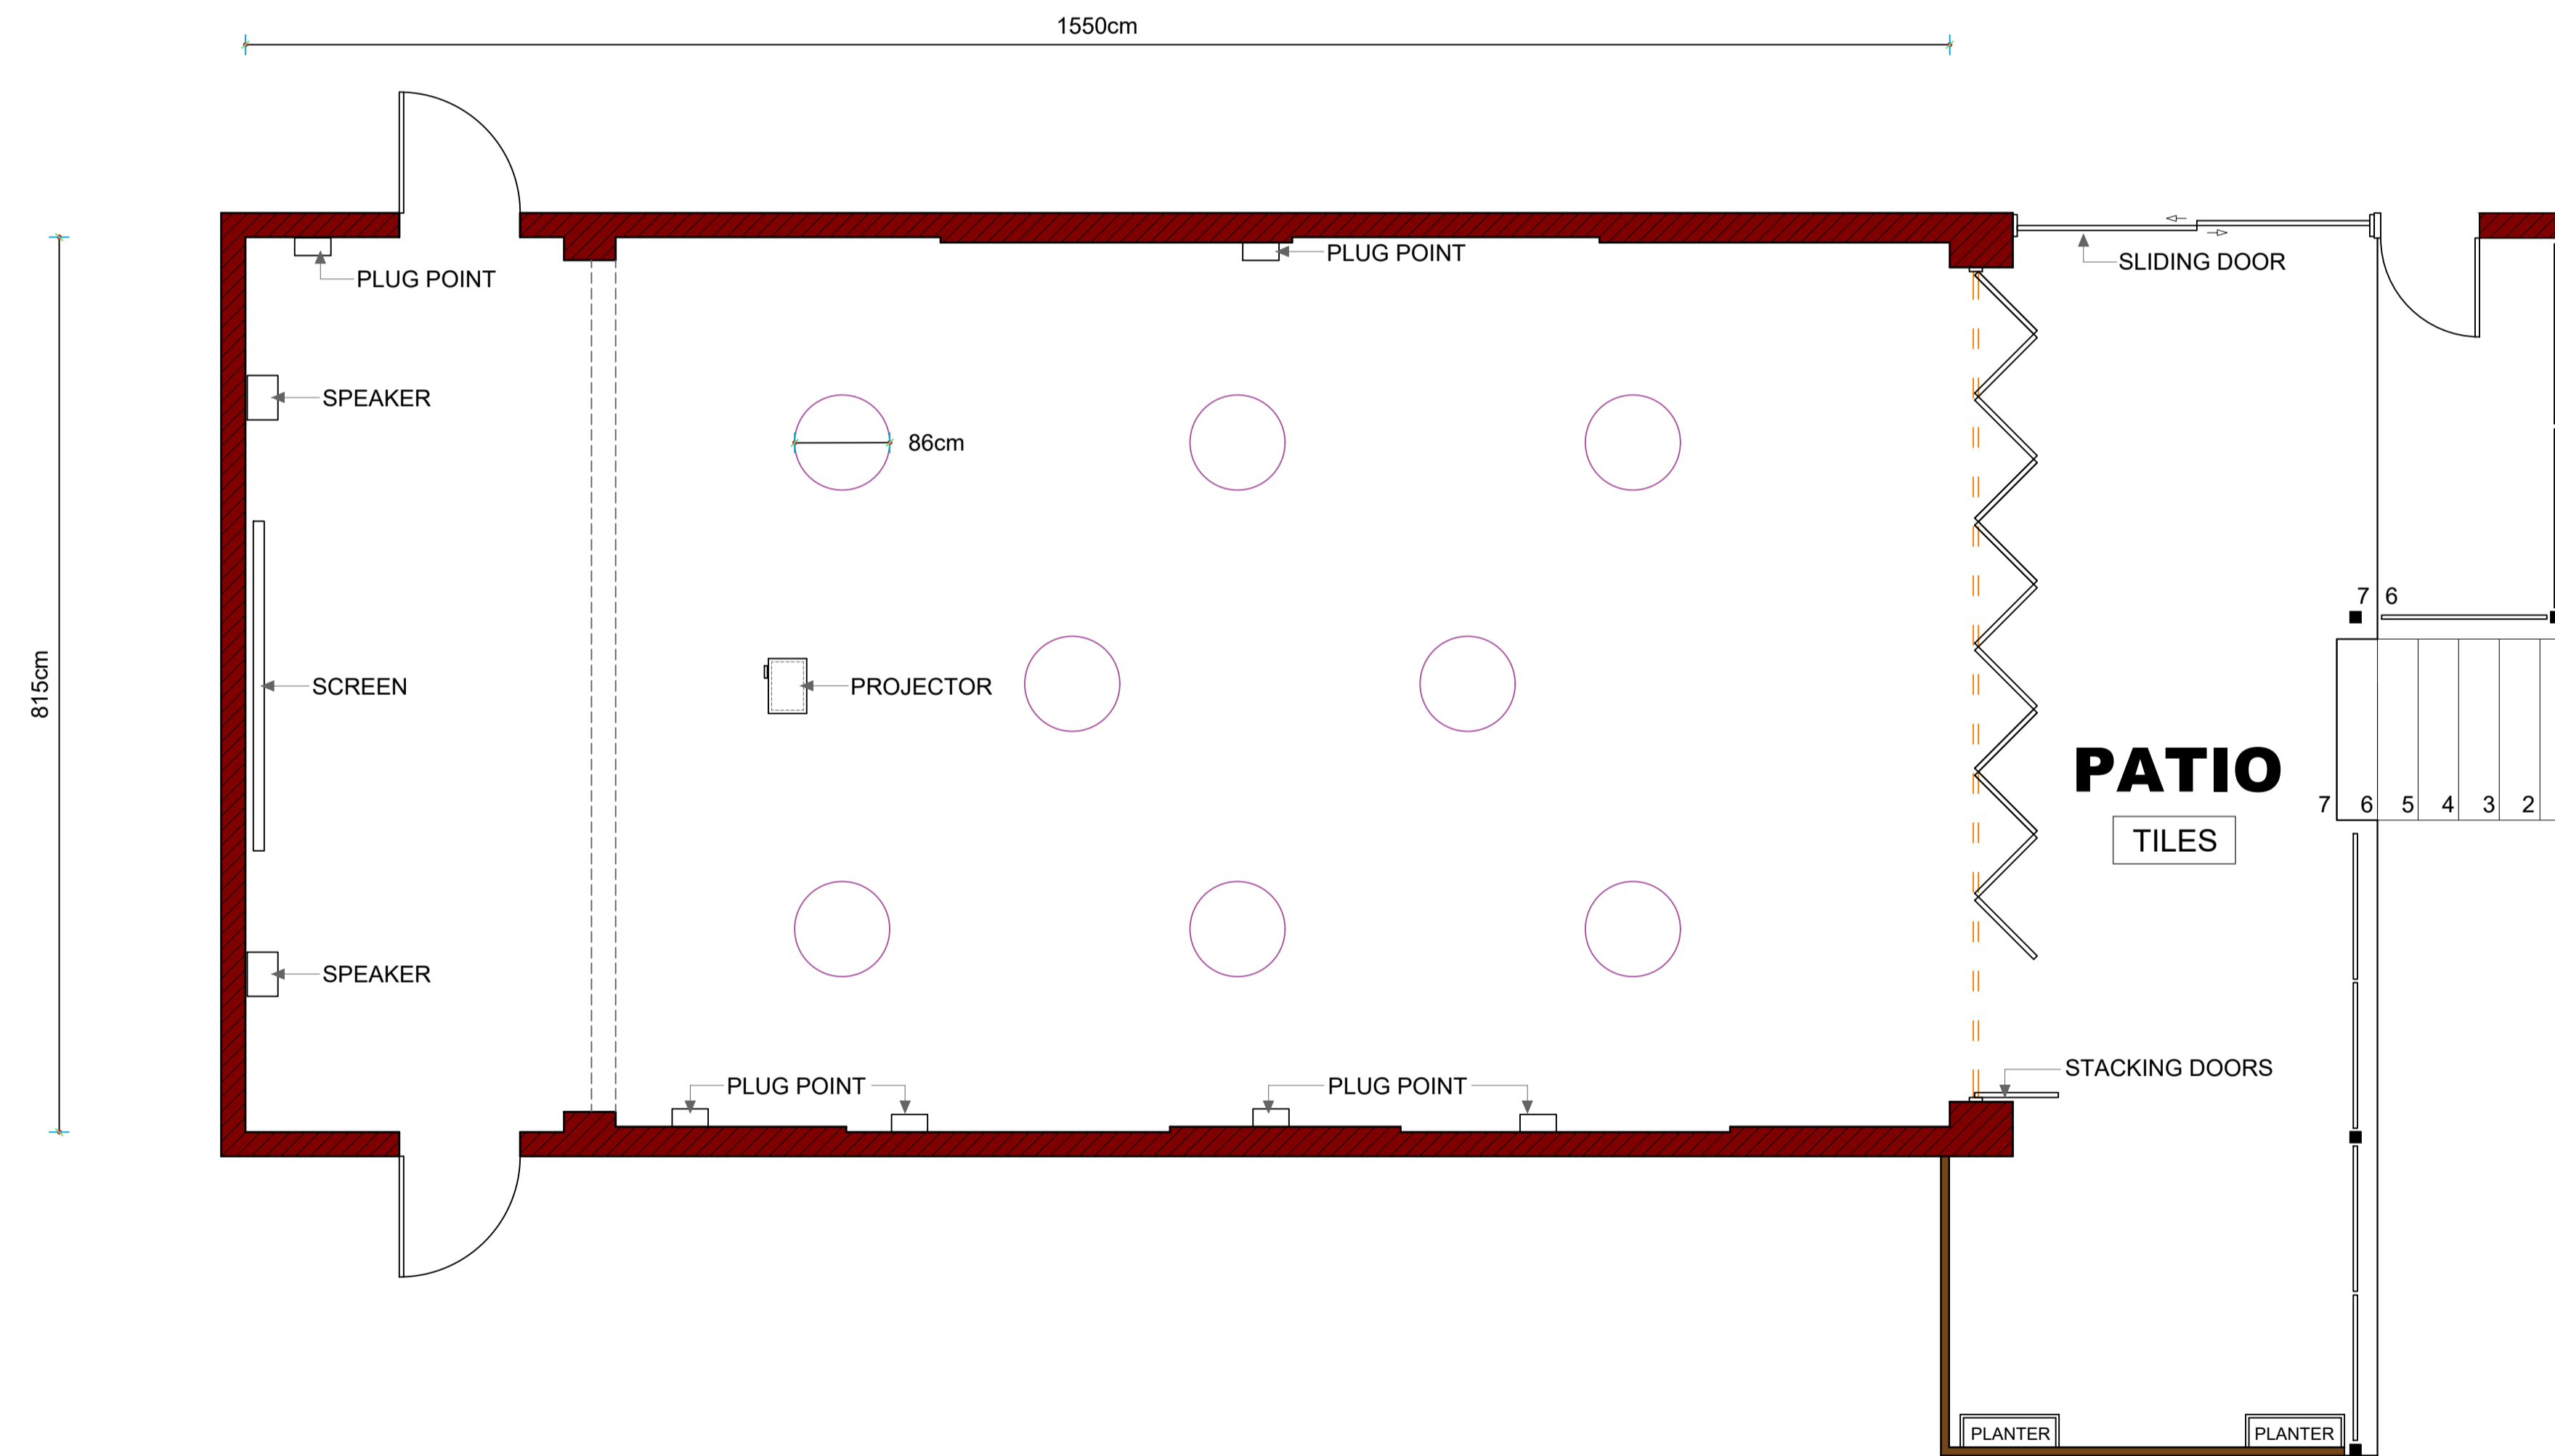 1550cm
PLUG POINT
PLUG POINT
SLIDING DOOR
SPEAKER
86cm
7 6
815cm
SCREEN
PROJECTOR
PATIO
7 6 5 4 3 2
TILES
SPEAKER
STACKING DOORS
PLUG POINT
PLUG POINT
PLANTER
PLANTER